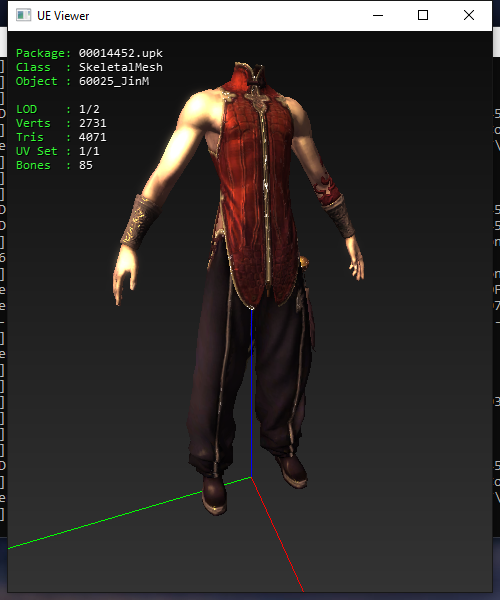 UE Viewer
Package: 00014452.upk
Class  : SkeletalMesh
Object : 60025_JinM
LOD    : 1/2
Verts  : 2731
Tris   : 4071
UV Set : 1/1
Bones  : 85